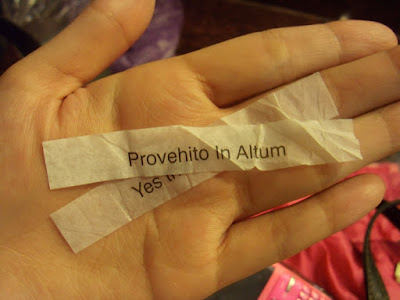 Provehito In Altum
Yes